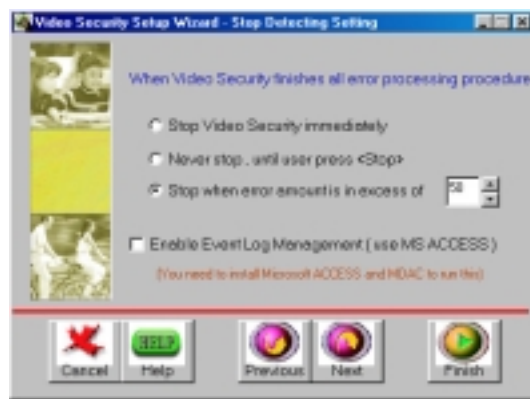 Video Security Setup Wizard - Stop Detecting Setting
When Video Security finishes all error processing procedure
Stop Video Security immediately
Never stop , until user press <Stop>
Stop when error amount is in excess of
50
Enable Event Log Management ( use MS ACCESS )
(You need to install Microsoft ACCESS and MDAC to run this)
Cancel
HELP
Help
Previous
Next
Finish